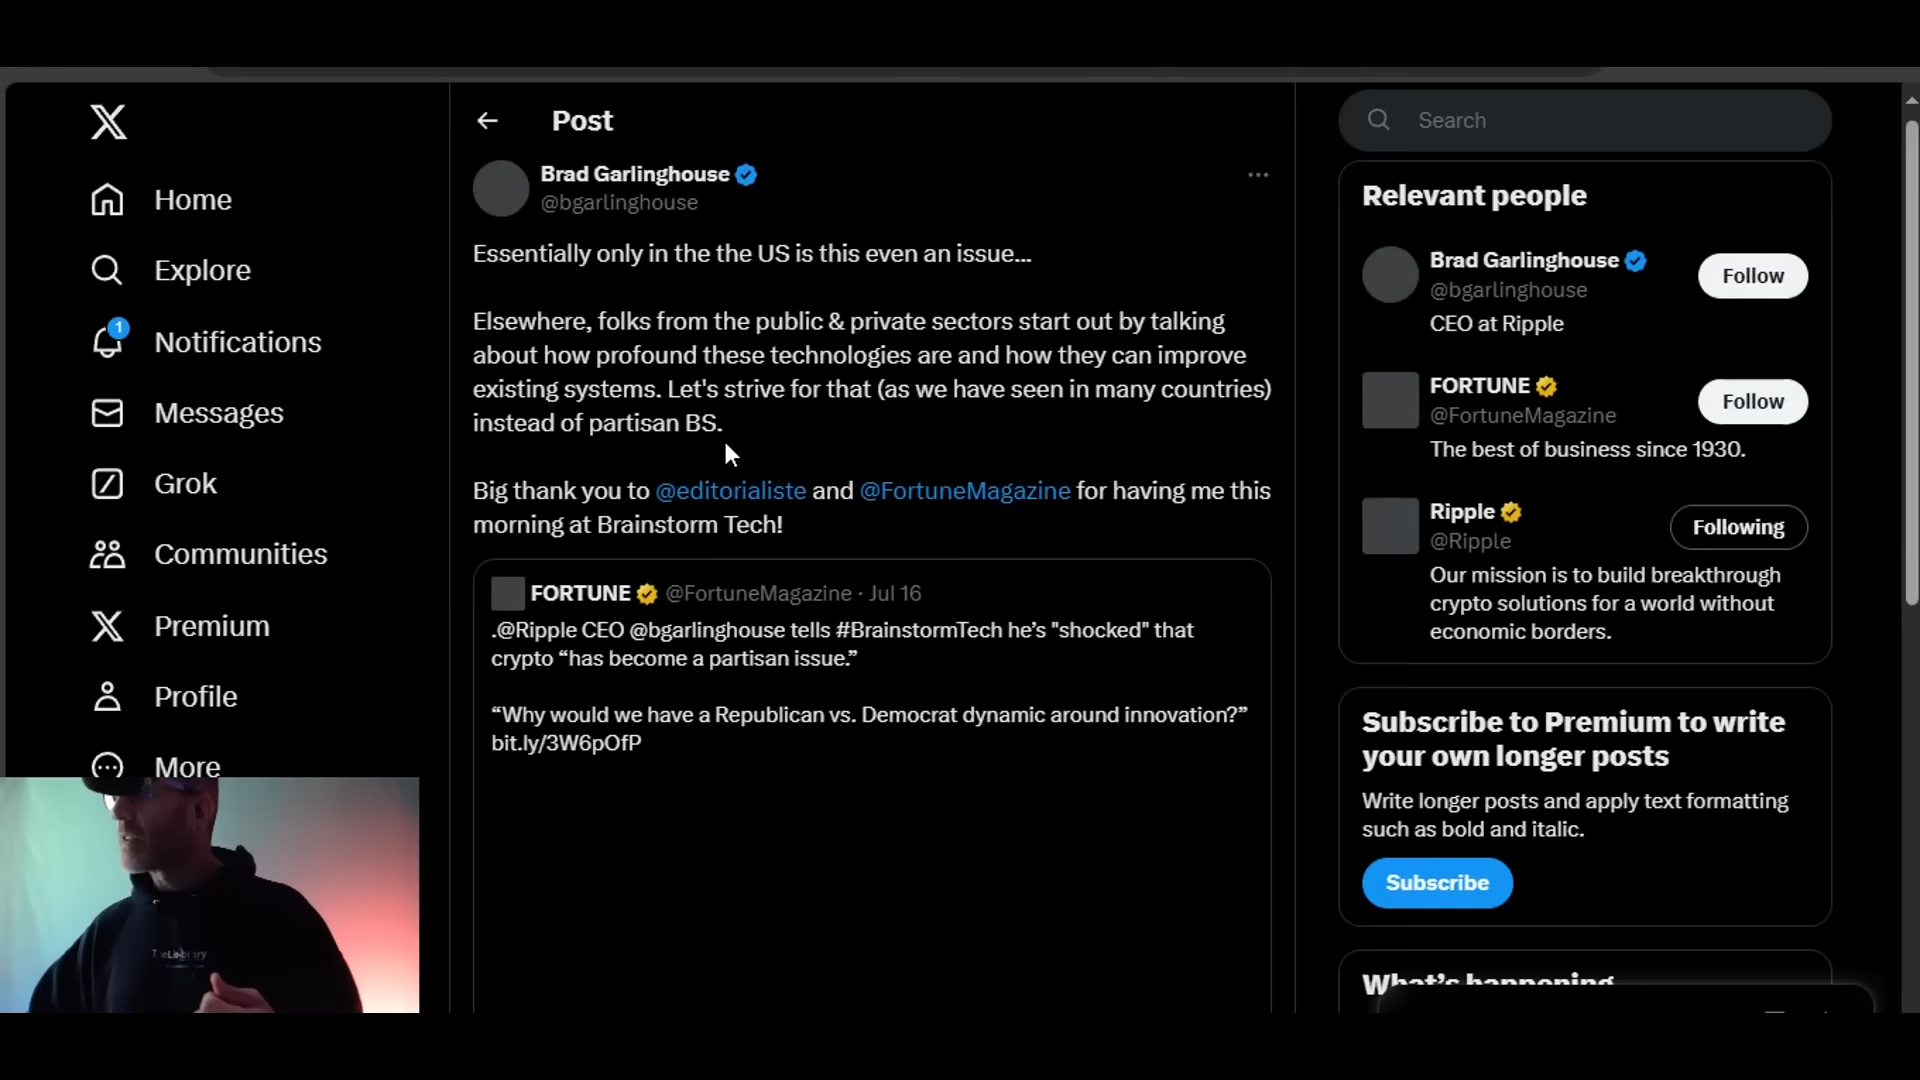 Post
Search
Home
Explore
1
Notifications
Messages
Grok
Communities
Premium
Profile
More
Brad Garlinghouse
@bgarlinghouse
Essentially only in the the US is this even an issue...
Elsewhere, folks from the public & private sectors start out by talking
about how profound these technologies are and how they can improve
existing systems. Let's strive for that (as we have seen in many countries)
instead of partisan BS.
Big thank you to @editorialiste and @FortuneMagazine for having me this
morning at Brainstorm Tech!
FORTUNE @FortuneMagazine · Jul 16
.@Ripple CEO @bgarlinghouse tells #BrainstormTech he’s "shocked" that
crypto “has become a partisan issue.”
“Why would we have a Republican vs. Democrat dynamic around innovation?”
bit.ly/3W6pOfP
Relevant people
Brad Garlinghouse
@bgarlinghouse
Follow
CEO at Ripple
FORTUNE
@FortuneMagazine
Follow
The best of business since 1930.
Ripple
@Ripple
Following
Our mission is to build breakthrough
crypto solutions for a world without
economic borders.
Subscribe to Premium to write
your own longer posts
Write longer posts and apply text formatting
such as bold and italic.
Subscribe
What’s happening